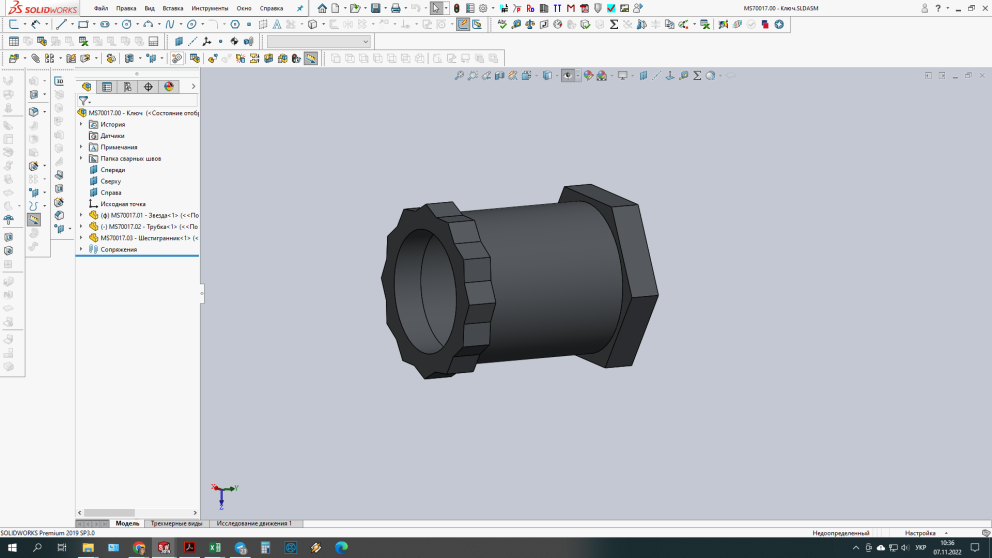 SOLIDWORKS
Файл Правка Вид Вставка Инструменты Окно Справка
MS70017.00 - Ключ.SLDASM
MS70017.00 - Ключ (<Состояние отобр
История
Датчики
Примечания
Папка сварных швов
Спереди
Сверху
Справа
Исходная точка
(ф) MS70017.01 - Звезда<1> (<<По
(-) MS70017.02 - Трубка<1> (<<По
MS70017.03 - Шестигранник<1> (<
Сопряжения
Модель Трехмерные виды Исследование движения 1
SOLIDWORKS Premium 2019 SP3.0
Недоопределенный Настройка
УКР
10:36
07.11.2022